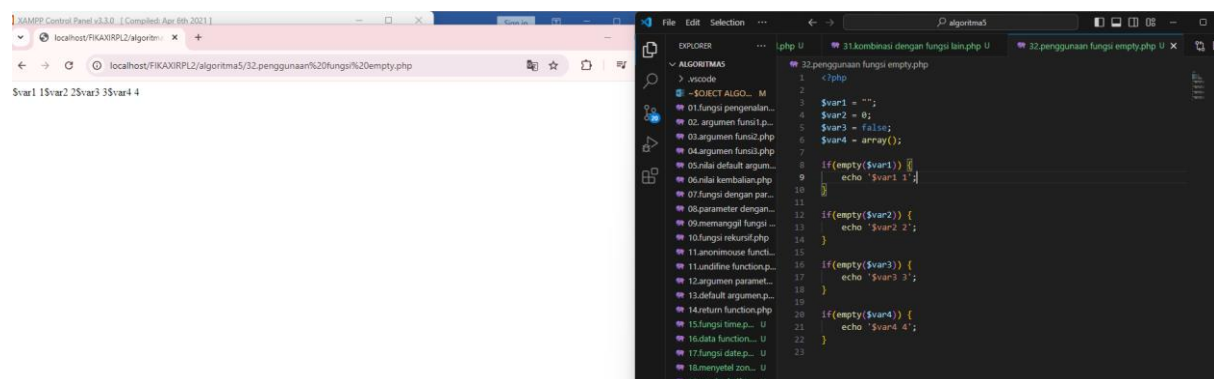 XAMPP Control Panel v3.3.0 [ Compiled: Apr 6th 2021 ]
Sign in
localhost/FIKAXIRPL2/algoritma
localhost/FIKAXIRPL2/algoritma5/32.penggunaan%20fungsi%20empty.php
$var1 1$var2 2$var3 3$var4 4
File Edit Selection ···
algoritma5
EXPLORER ···
ALGORITMA5
.vscode
~$OJECT ALGO... M
01.fungsi pengenalan...
02. argumen funsi1.p...
03.argumen funsi2.php
04.argumen funsi3.php
05.nilai default argum...
06.nilai kembalian.php
07.fungsi dengan par...
08.parameter dengan...
09.memanggil fungsi ...
10.fungsi rekursif.php
11.anonimouse functi...
11.undifine function.p...
12.argumen paramet...
13.default argumen.p...
14.return function.php
15.fungsi time.p... U
16.data function.... U
17.fungsi date.p... U
18.menyetel zon... U
.php U
31.kombinasi dengan fungsi lain.php U
32.penggunaan fungsi empty.php U
32.penggunaan fungsi empty.php
1 <?php
2
3 $var1 = "";
4 $var2 = 0;
5 $var3 = false;
6 $var4 = array();
7
8 if(empty($var1)) {
9 echo '$var1 1';
10 }
11
12 if(empty($var2)) {
13 echo '$var2 2';
14 }
15
16 if(empty($var3)) {
17 echo '$var3 3';
18 }
19
20 if(empty($var4)) {
21 echo '$var4 4';
22 }
23